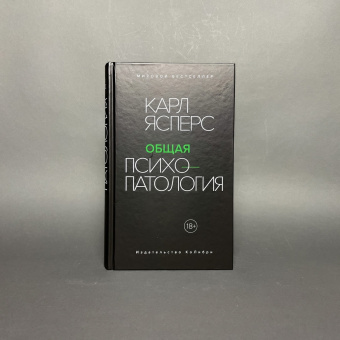 МИРОВОЙ БЕСТСЕЛЛЕР
КАРЛ
ЯСПЕРС
ОБЩАЯ
ПСИХО—
ПАТОЛОГИЯ
18+
Издательство КоЛибри